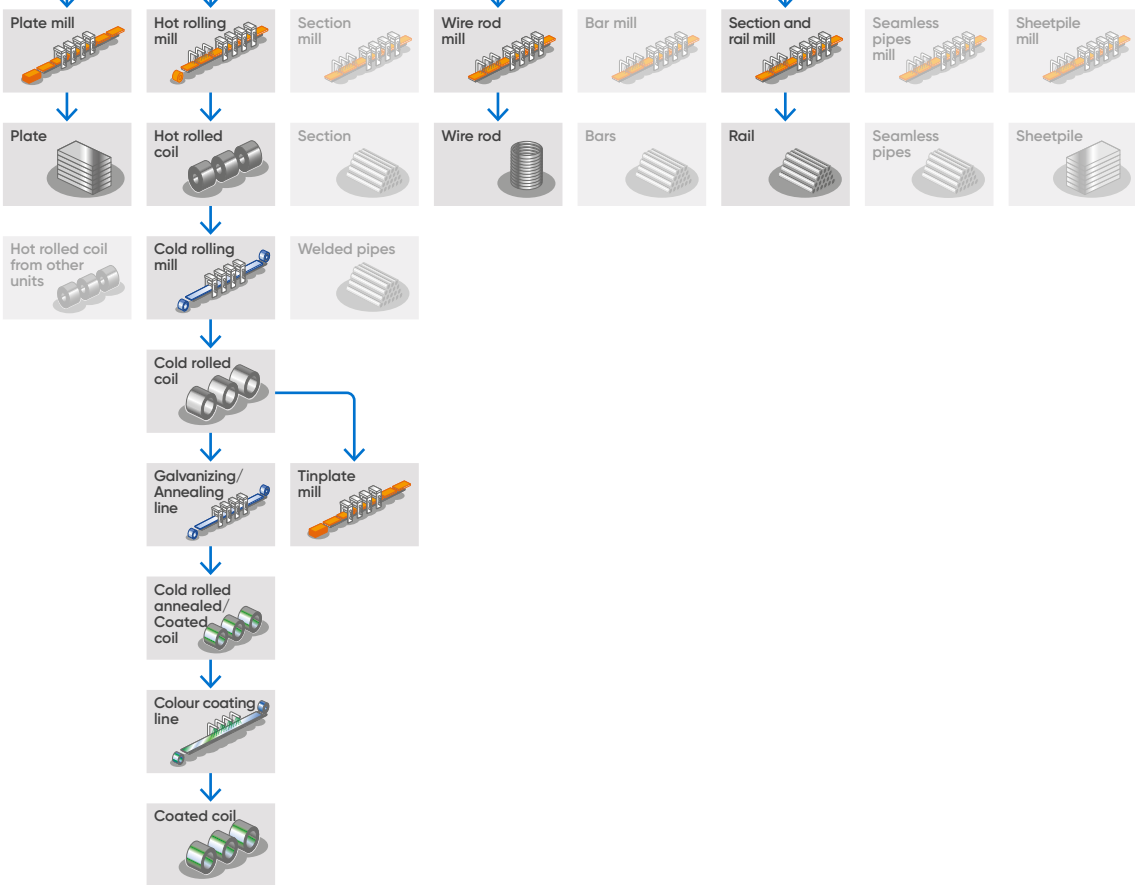 Plate mill
Hot rolling
mill
Section
mill
Wire rod
mill
Bar mill
Section and
rail mill
Seamless
pipes
mill
Sheetpile
mill
Plate
Hot rolled
coil
Section
Wire rod
Bars
Rail
Seamless
pipes
Sheetpile
Hot rolled coil
from other
units
Cold rolling
mill
Welded pipes
Cold rolled
coil
Galvanizing/
Annealing
line
Tinplate
mill
Cold rolled
annealed/
Coated
coil
Colour coating
line
Coated coil